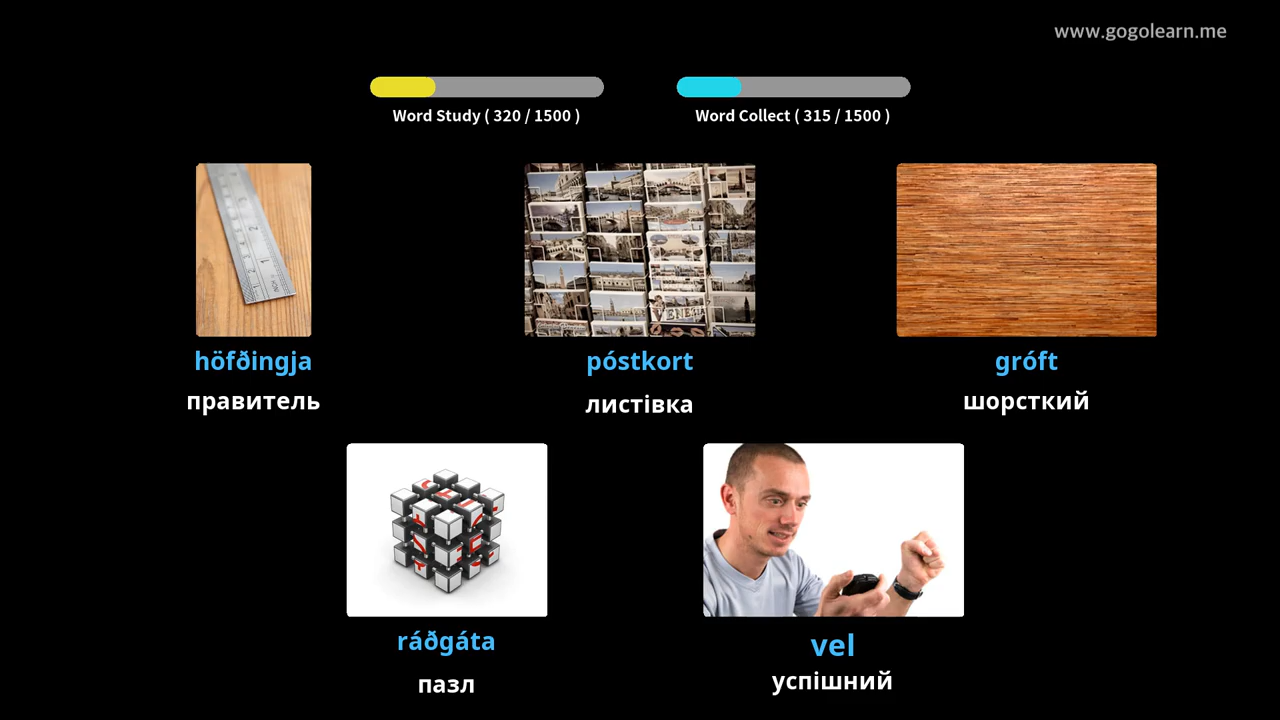 www.gogolearn.me
Word Study ( 320 / 1500 )
Word Collect ( 315 / 1500 )
höfðingja
póstkort
gróft
правитель
листівка
шорсткий
ráðgáta
vel
пазл
успішний